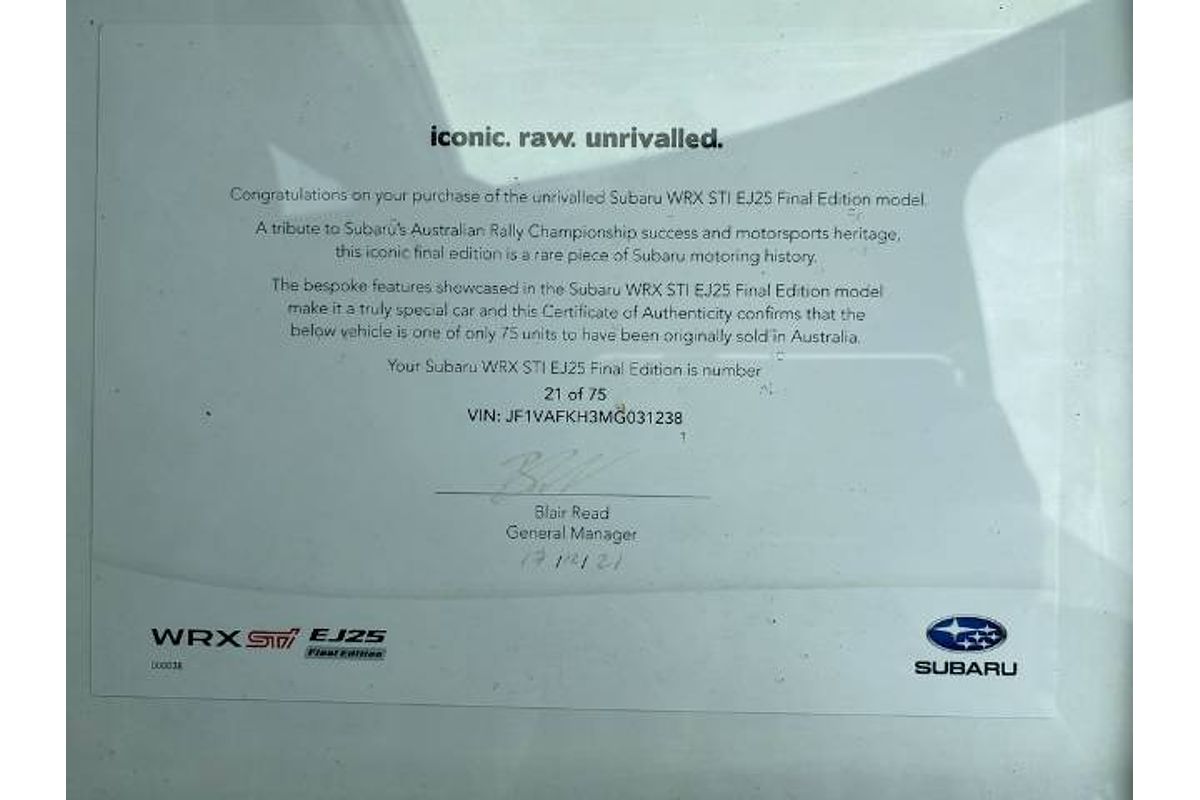 iconic. raw. unrivalled.
Congratulations on your purchase of the unrivalled Subaru WRX STI EJ25 Final Edition model.
A tribute to Subaru's Australian Rally Championship success and motorsports heritage,
this iconic final edition is a rare piece of Subaru motoring history.
The bespoke features showcased in the Subaru WRX STI EJ25 Final Edition model
make it a truly special car and this Certificate of Authenticity confirms that the
below vehicle is one of only 75 units to have been originally sold in Australia.
Your Subaru WRX STI EJ25 Final Edition is number
21 of 75
VIN: JF1VAFKH3MG031238
Blair Read
General Manager
WRX STI EJ25
Final Edition
SUBARU